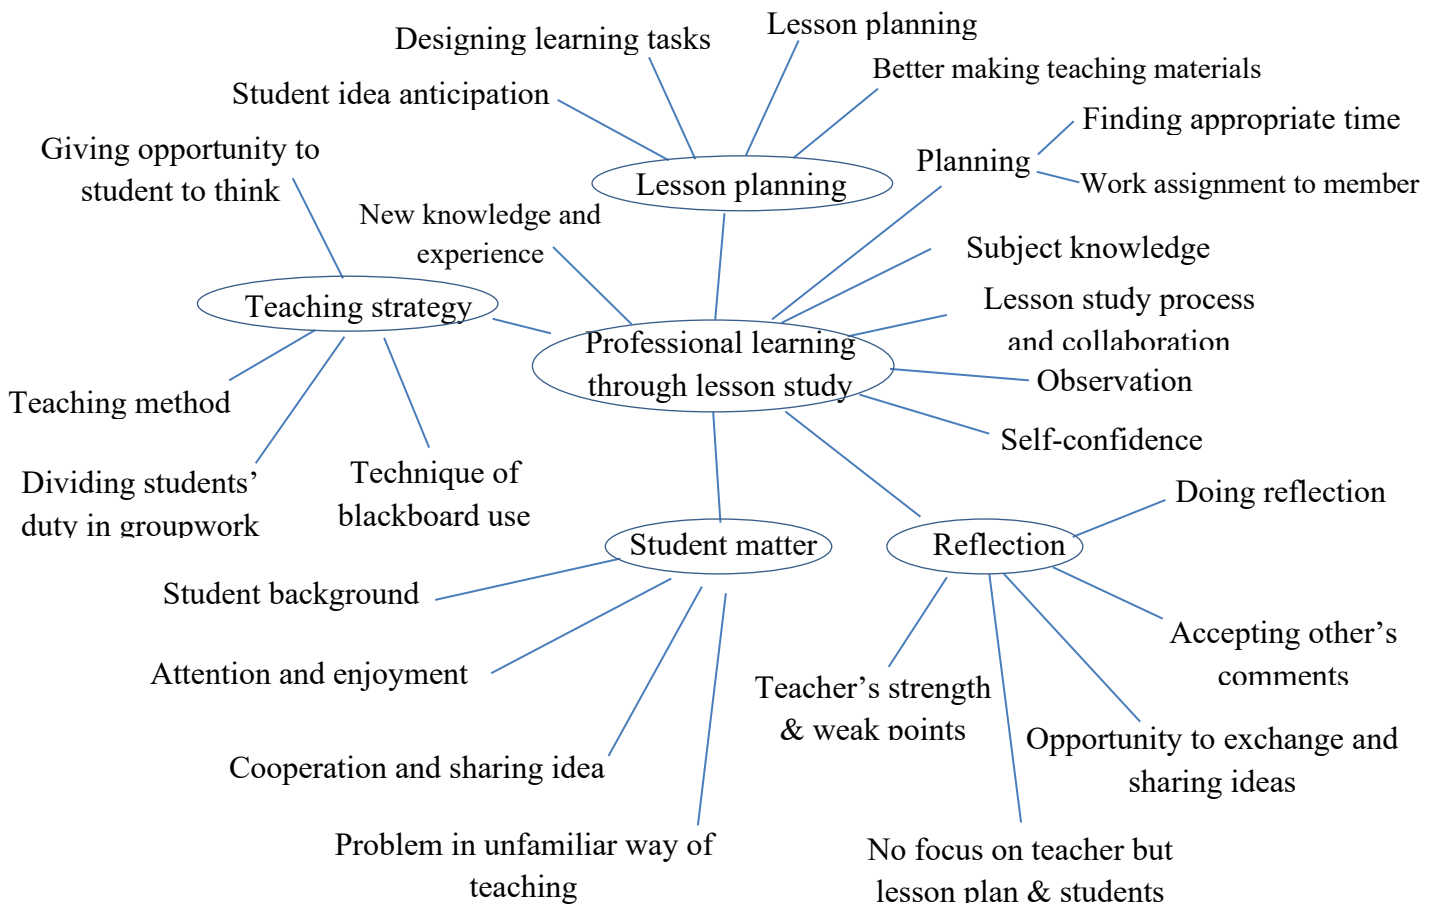 Lesson planning
Designing learning tasks
Better making teaching materials
Student idea anticipation
Finding appropriate time
Giving opportunity to
student to think
Planning
Work assignment to member
Lesson planning
New knowledge and
experience
Subject knowledge
Teaching strategy
Lesson study process
and collaboration
Professional learning
through lesson study
Observation
Teaching method
Self-confidence
Dividing students’
duty in groupwork
Technique of
blackboard use
Doing reflection
Student matter
Reflection
Student background
Accepting other’s
comments
Attention and enjoyment
Teacher’s strength
& weak points
Opportunity to exchange and
sharing ideas
Cooperation and sharing idea
Problem in unfamiliar way of
teaching
No focus on teacher but
lesson plan & students